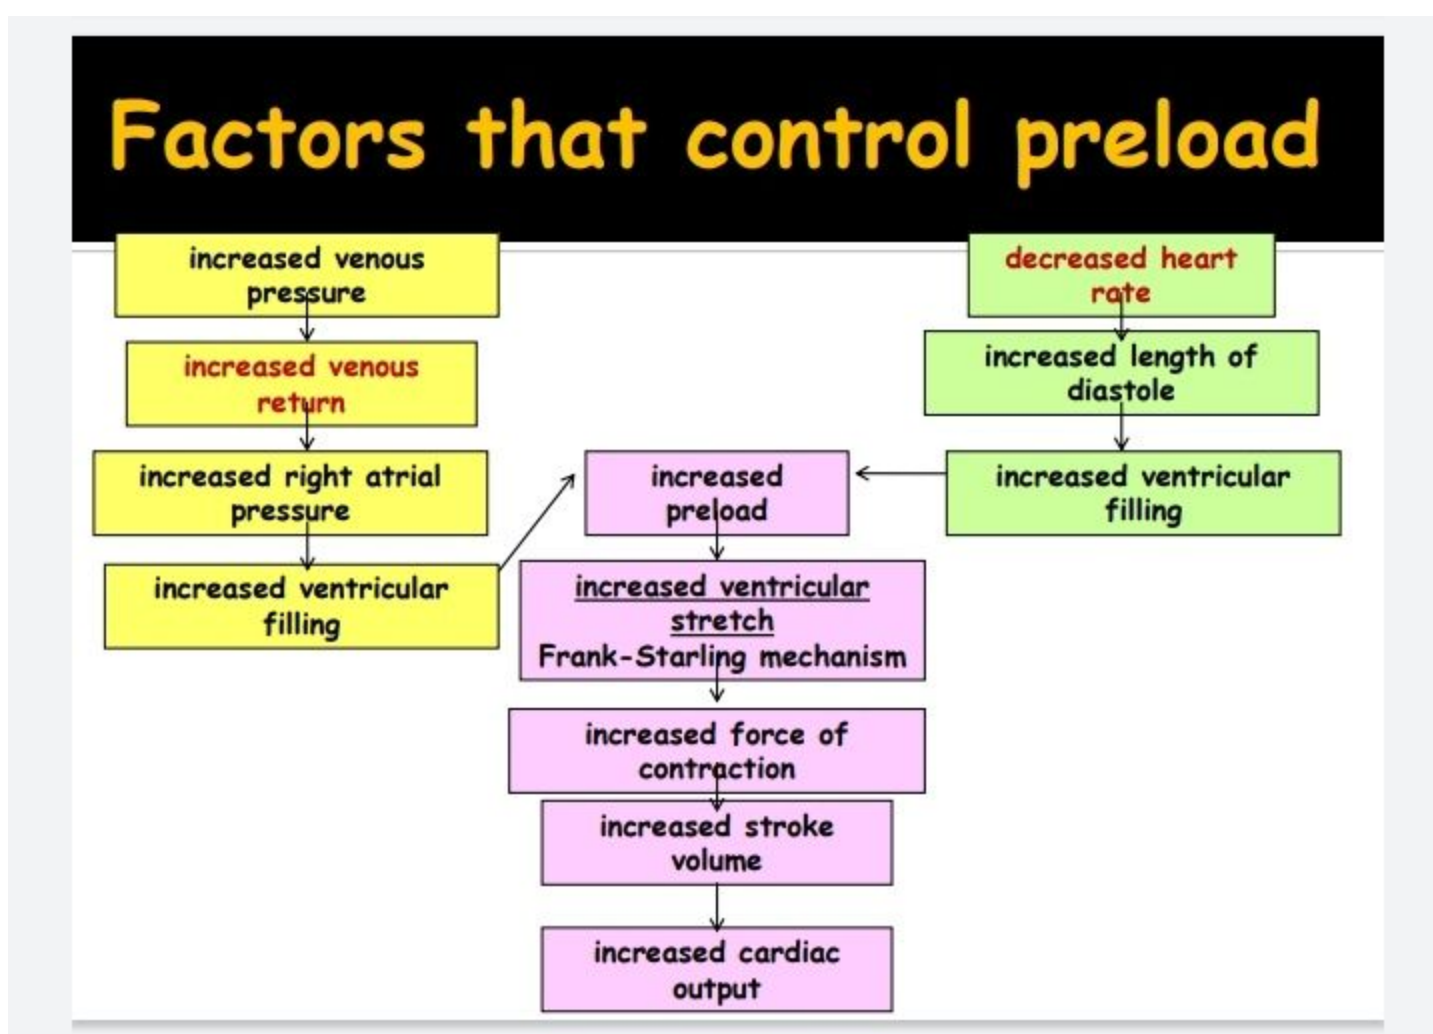 Factors that control preload
increased venous
pressure
increased venous
return
increased right atrial
pressure
increased ventricular
filling
decreased heart
rate
increased length of
diastole
increased ventricular
filling
increased
preload
increased ventricular
stretch
Frank-Starling mechanism
increased force of
contraction
increased stroke
volume
increased cardiac
output